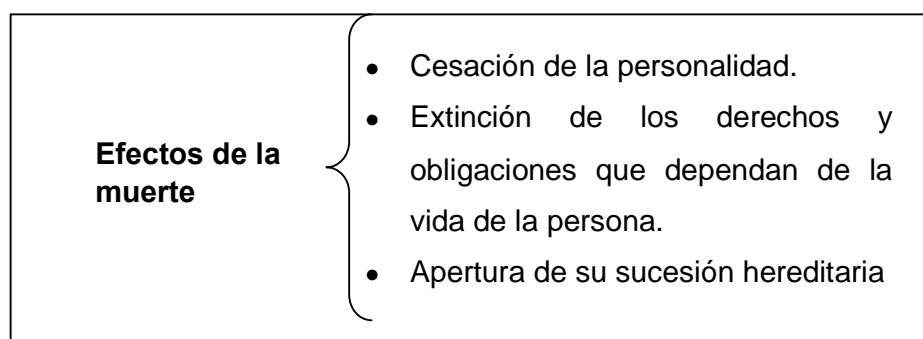 Efectos de la
muerte
● Cesación de la personalidad.
● Extinción de los derechos y
obligaciones que dependan de la
vida de la persona.
● Apertura de su sucesión hereditaria